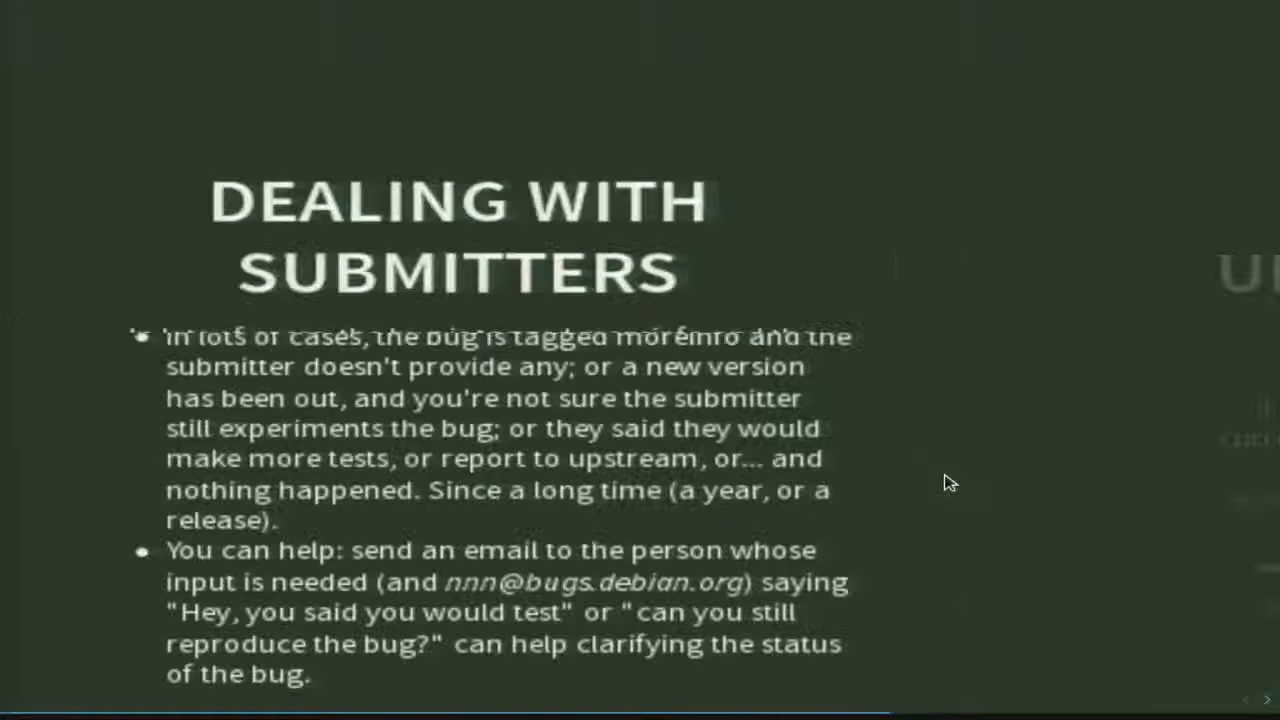 DEALING WITH
SUBMITTERS
• In lots of cases, the bug is tagged moreinfo and the
submitter doesn't provide any; or a new version
has been out, and you're not sure the submitter
still experiments the bug; or they said they would
make more tests, or report to upstream, or... and
nothing happened. Since a long time (a year, or a
release).
• You can help: send an email to the person whose
input is needed (and nnn@bugs.debian.org) saying
"Hey, you said you would test" or "can you still
reproduce the bug?" can help clarifying the status
of the bug.